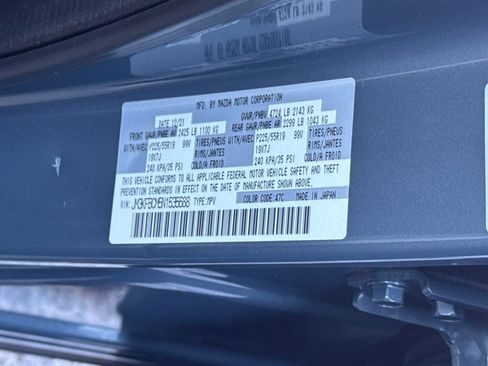 MFD. BY MAZDA MOTOR CORPORATION
DATE 12/21 GVWR/PNBV 4724 LB 2143 KG
FRONT GAWR/PNBE AV 2425 LB 1100 KG REAR GAWR/PNBE AR 2299 LB 1043 KG
WITH/AVEC P225/55R19 99V TIRES/PNEU WITH/AVEC P225/55R19 99V TIRES/PNEU
19X7J RIMS/JANTES 19X7J RIMS/JANTES
240 KPA/35 PSI COLD/A FROID 240 KPA/35 PSI COLD/A FROID
THIS VEHICLE CONFORMS TO ALL APPLICABLE FEDERAL MOTOR VEHICLE SAFETY AND THEFT
PREVENTION STANDARDS IN EFFECT ON THE DATE OF MANUFACTURE SHOWN ABOVE.
VIN: TYPE: MPV
COLOR CODE: 47C MADE IN JAPAN